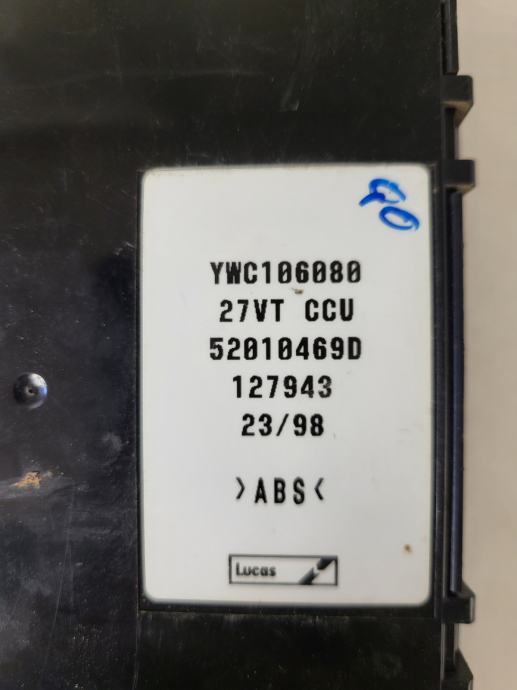 YWC106080
27VT CCU
52010469D
127943
23/98
>ABS<
Lucas